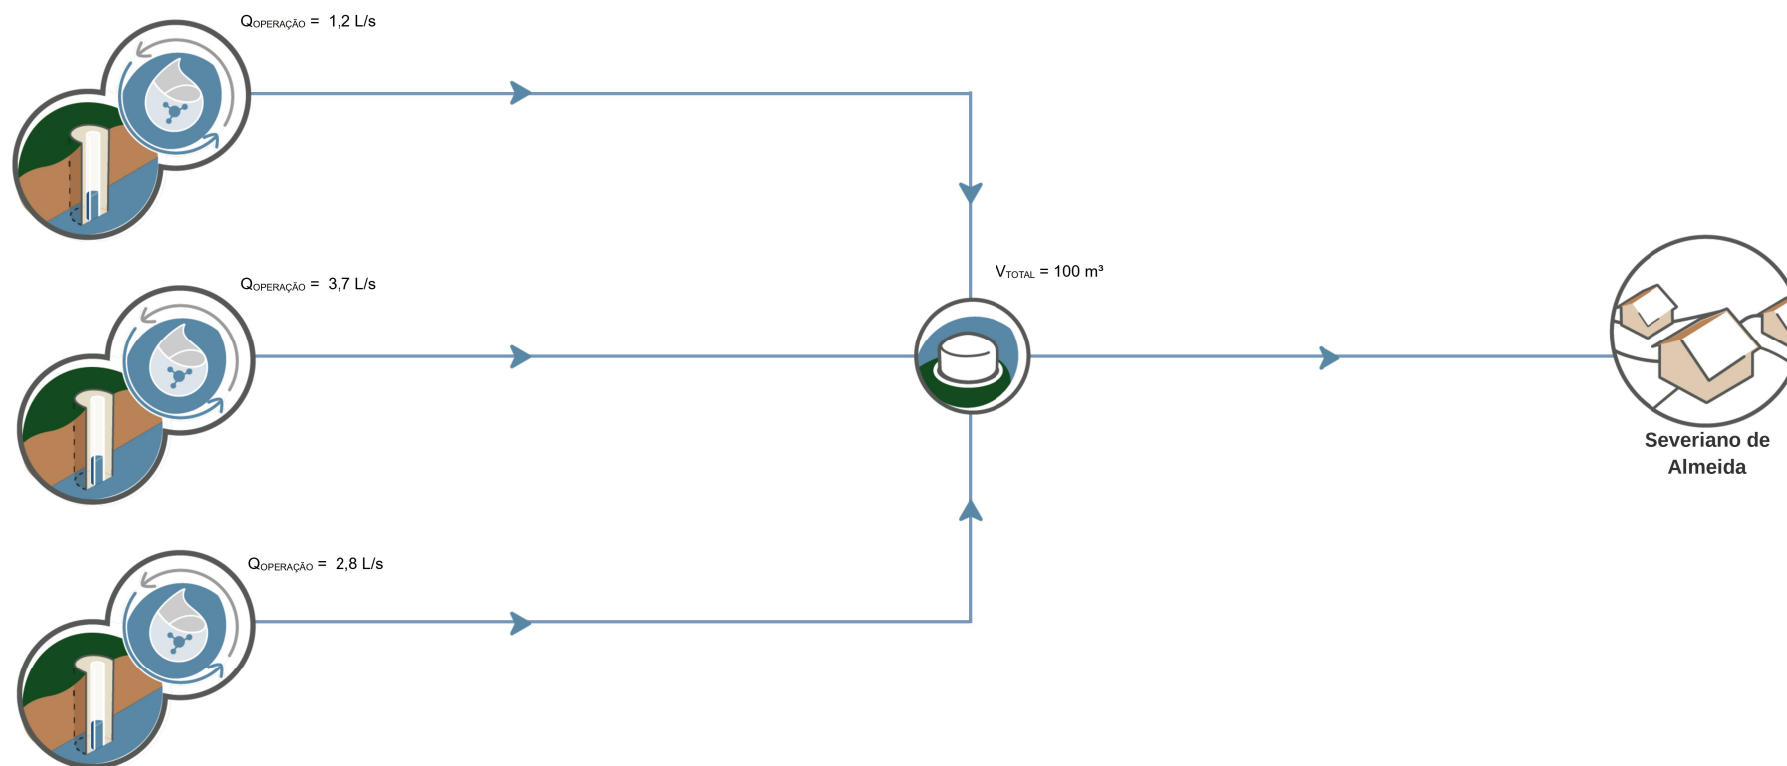 QOPERAÇÃO = 1,2 L/s
QOPERAÇÃO = 3,7 L/s
VTOTAL = 100 m³
Severiano de
Almeida
QOPERAÇÃO = 2,8 L/s